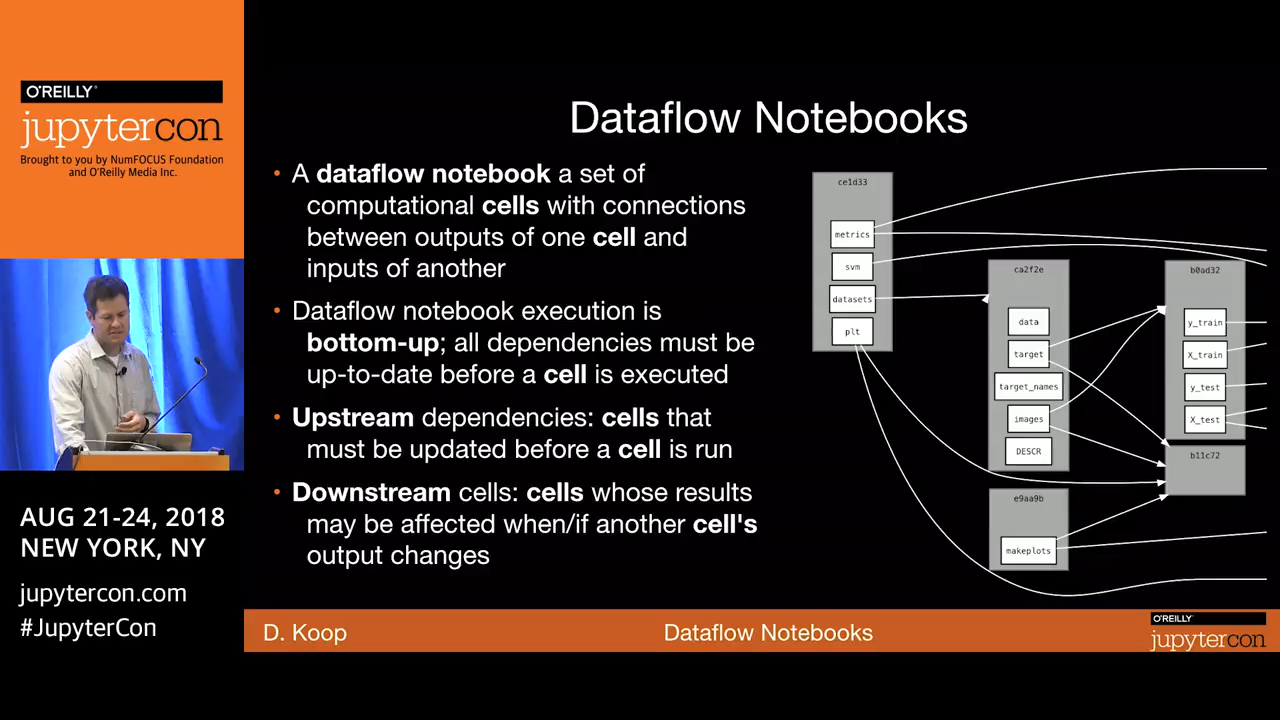 O'REILLY®
jupytercon
Brought to you by NumFOCUS Foundation
and O'Reilly Media Inc.
AUG 21-24, 2018
NEW YORK, NY
jupytercon.com
#JupyterCon
Dataflow Notebooks
• A dataflow notebook a set of
computational cells with connections
between outputs of one cell and
inputs of another
• Dataflow notebook execution is
bottom-up; all dependencies must be
up-to-date before a cell is executed
• Upstream dependencies: cells that
must be updated before a cell is run
• Downstream cells: cells whose results
may be affected when/if another cell's
output changes
ce1d33
metrics
svm
datasets
plt
ca2f2e
data
target
target_names
images
DESCR
e9aa9b
makeplots
b0ad32
y_train
X_train
y_test
X_test
b11c72
D. Koop
Dataflow Notebooks
O'REILLY®
jupytercon